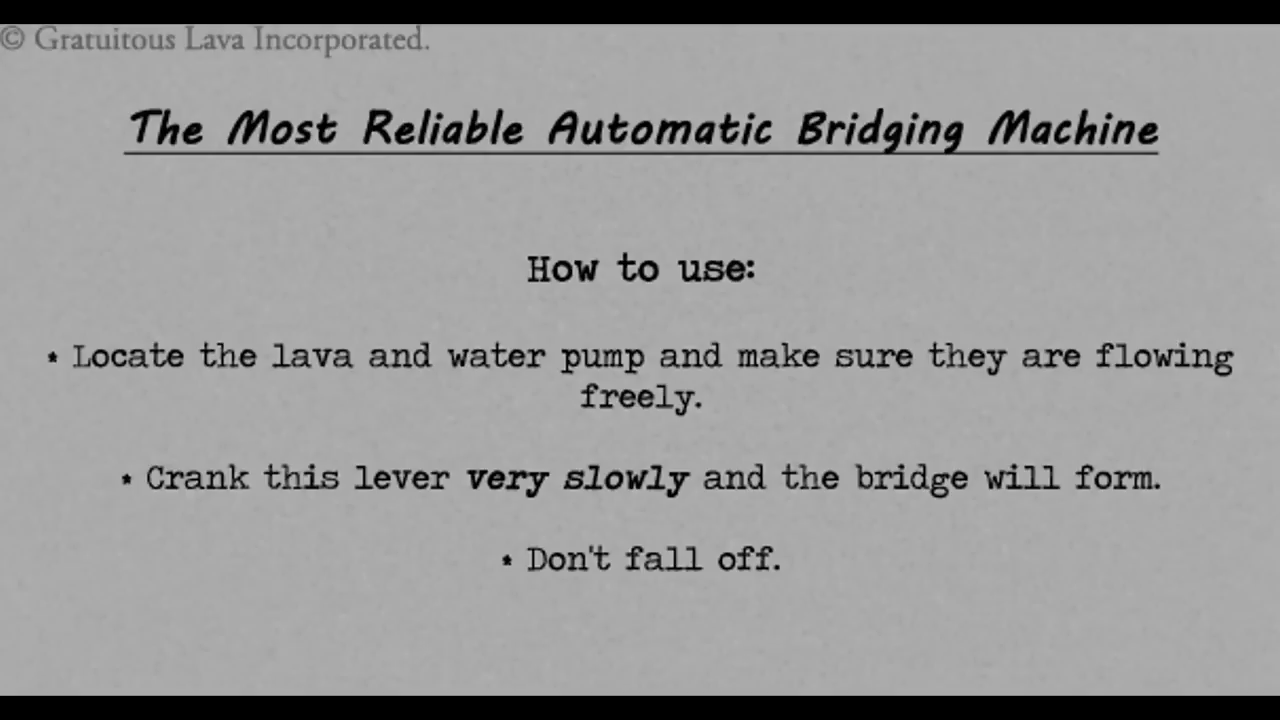 © Gratuitous Lava Incorporated.
The Most Reliable Automatic Bridging Machine
How to use:
* Locate the lava and water pump and make sure they are flowing
freely.
* Crank this lever very slowly and the bridge will form.
* Don't fall off.